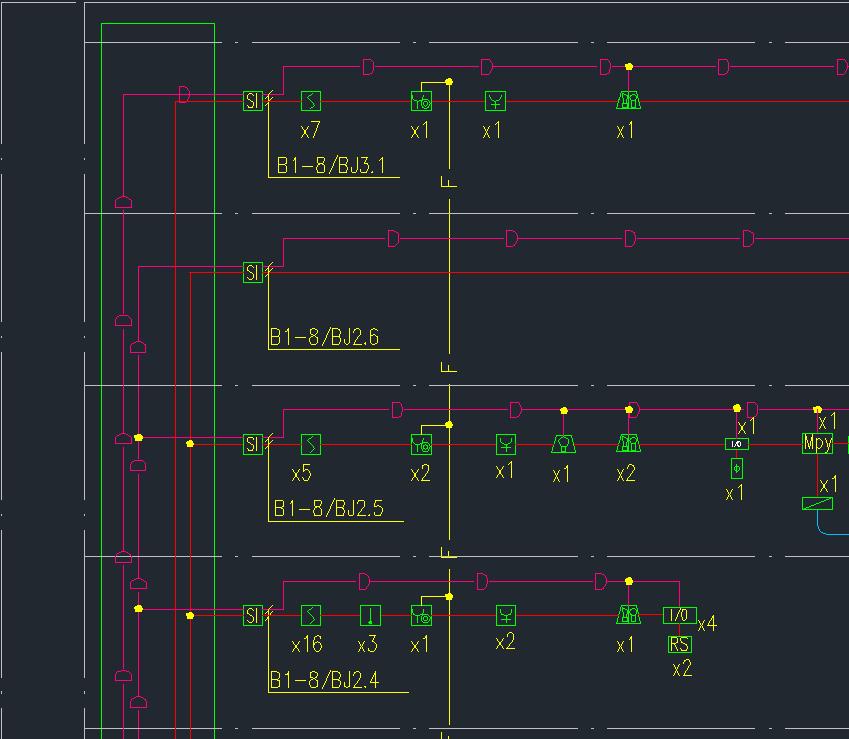 D D D D D
D SI
x7 x1 x1 x1
B1-8/BJ3.1
F
D D D D
SI
B1-8/BJ2.6
F
D D D D
x1 x1
SI I/O Mpy
x5 x2 x1 x1 x2 x1 x1
B1-8/BJ2.5
F
D D D
SI I/O x4
x16 x3 x1 x2 x1 RS
x2
B1-8/BJ2.4
F